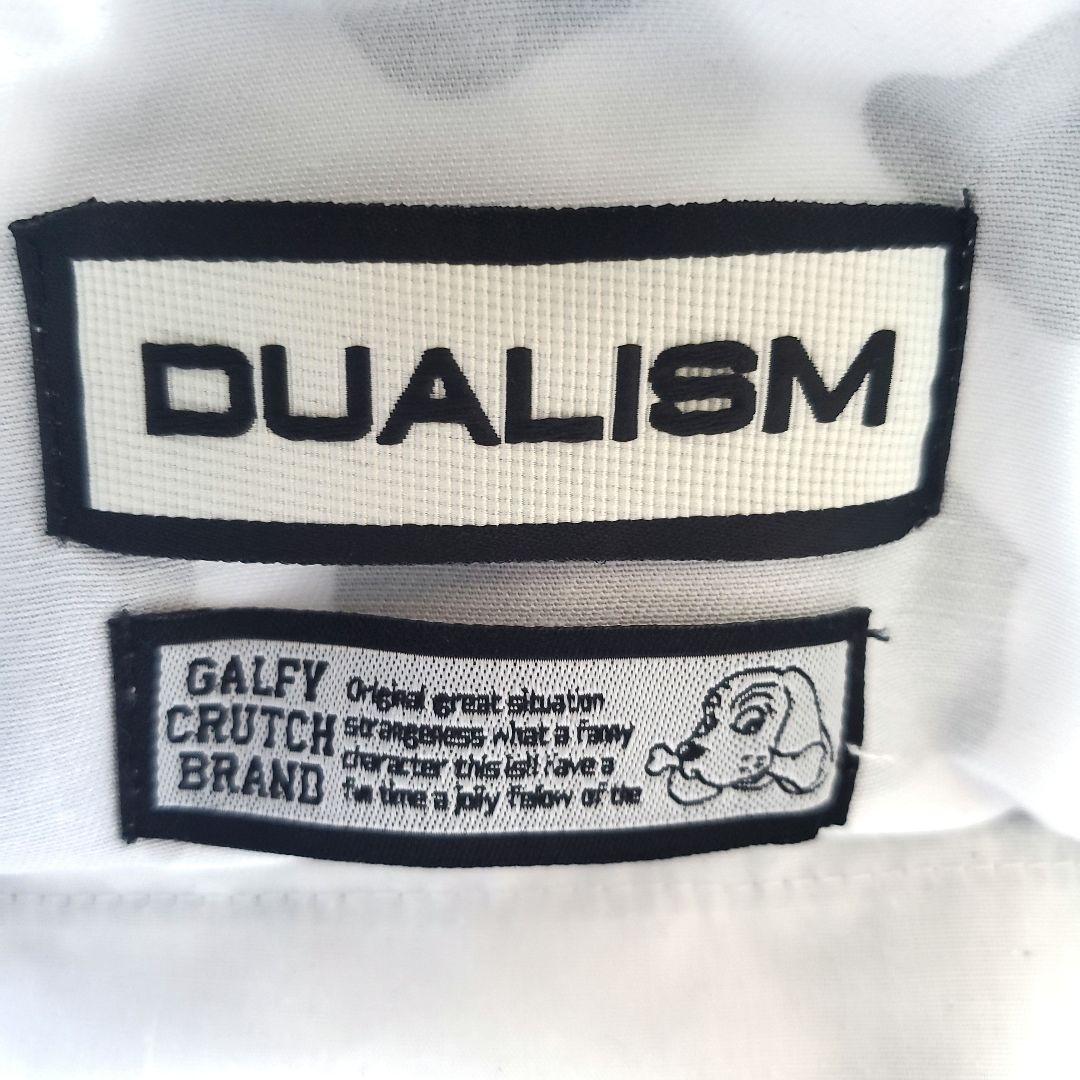 DUALISM
GALFY
CRUTCH
BRAND
Original great situation
strangeness what a fanny
character this is!I have a
fun time a jolly fellow of the